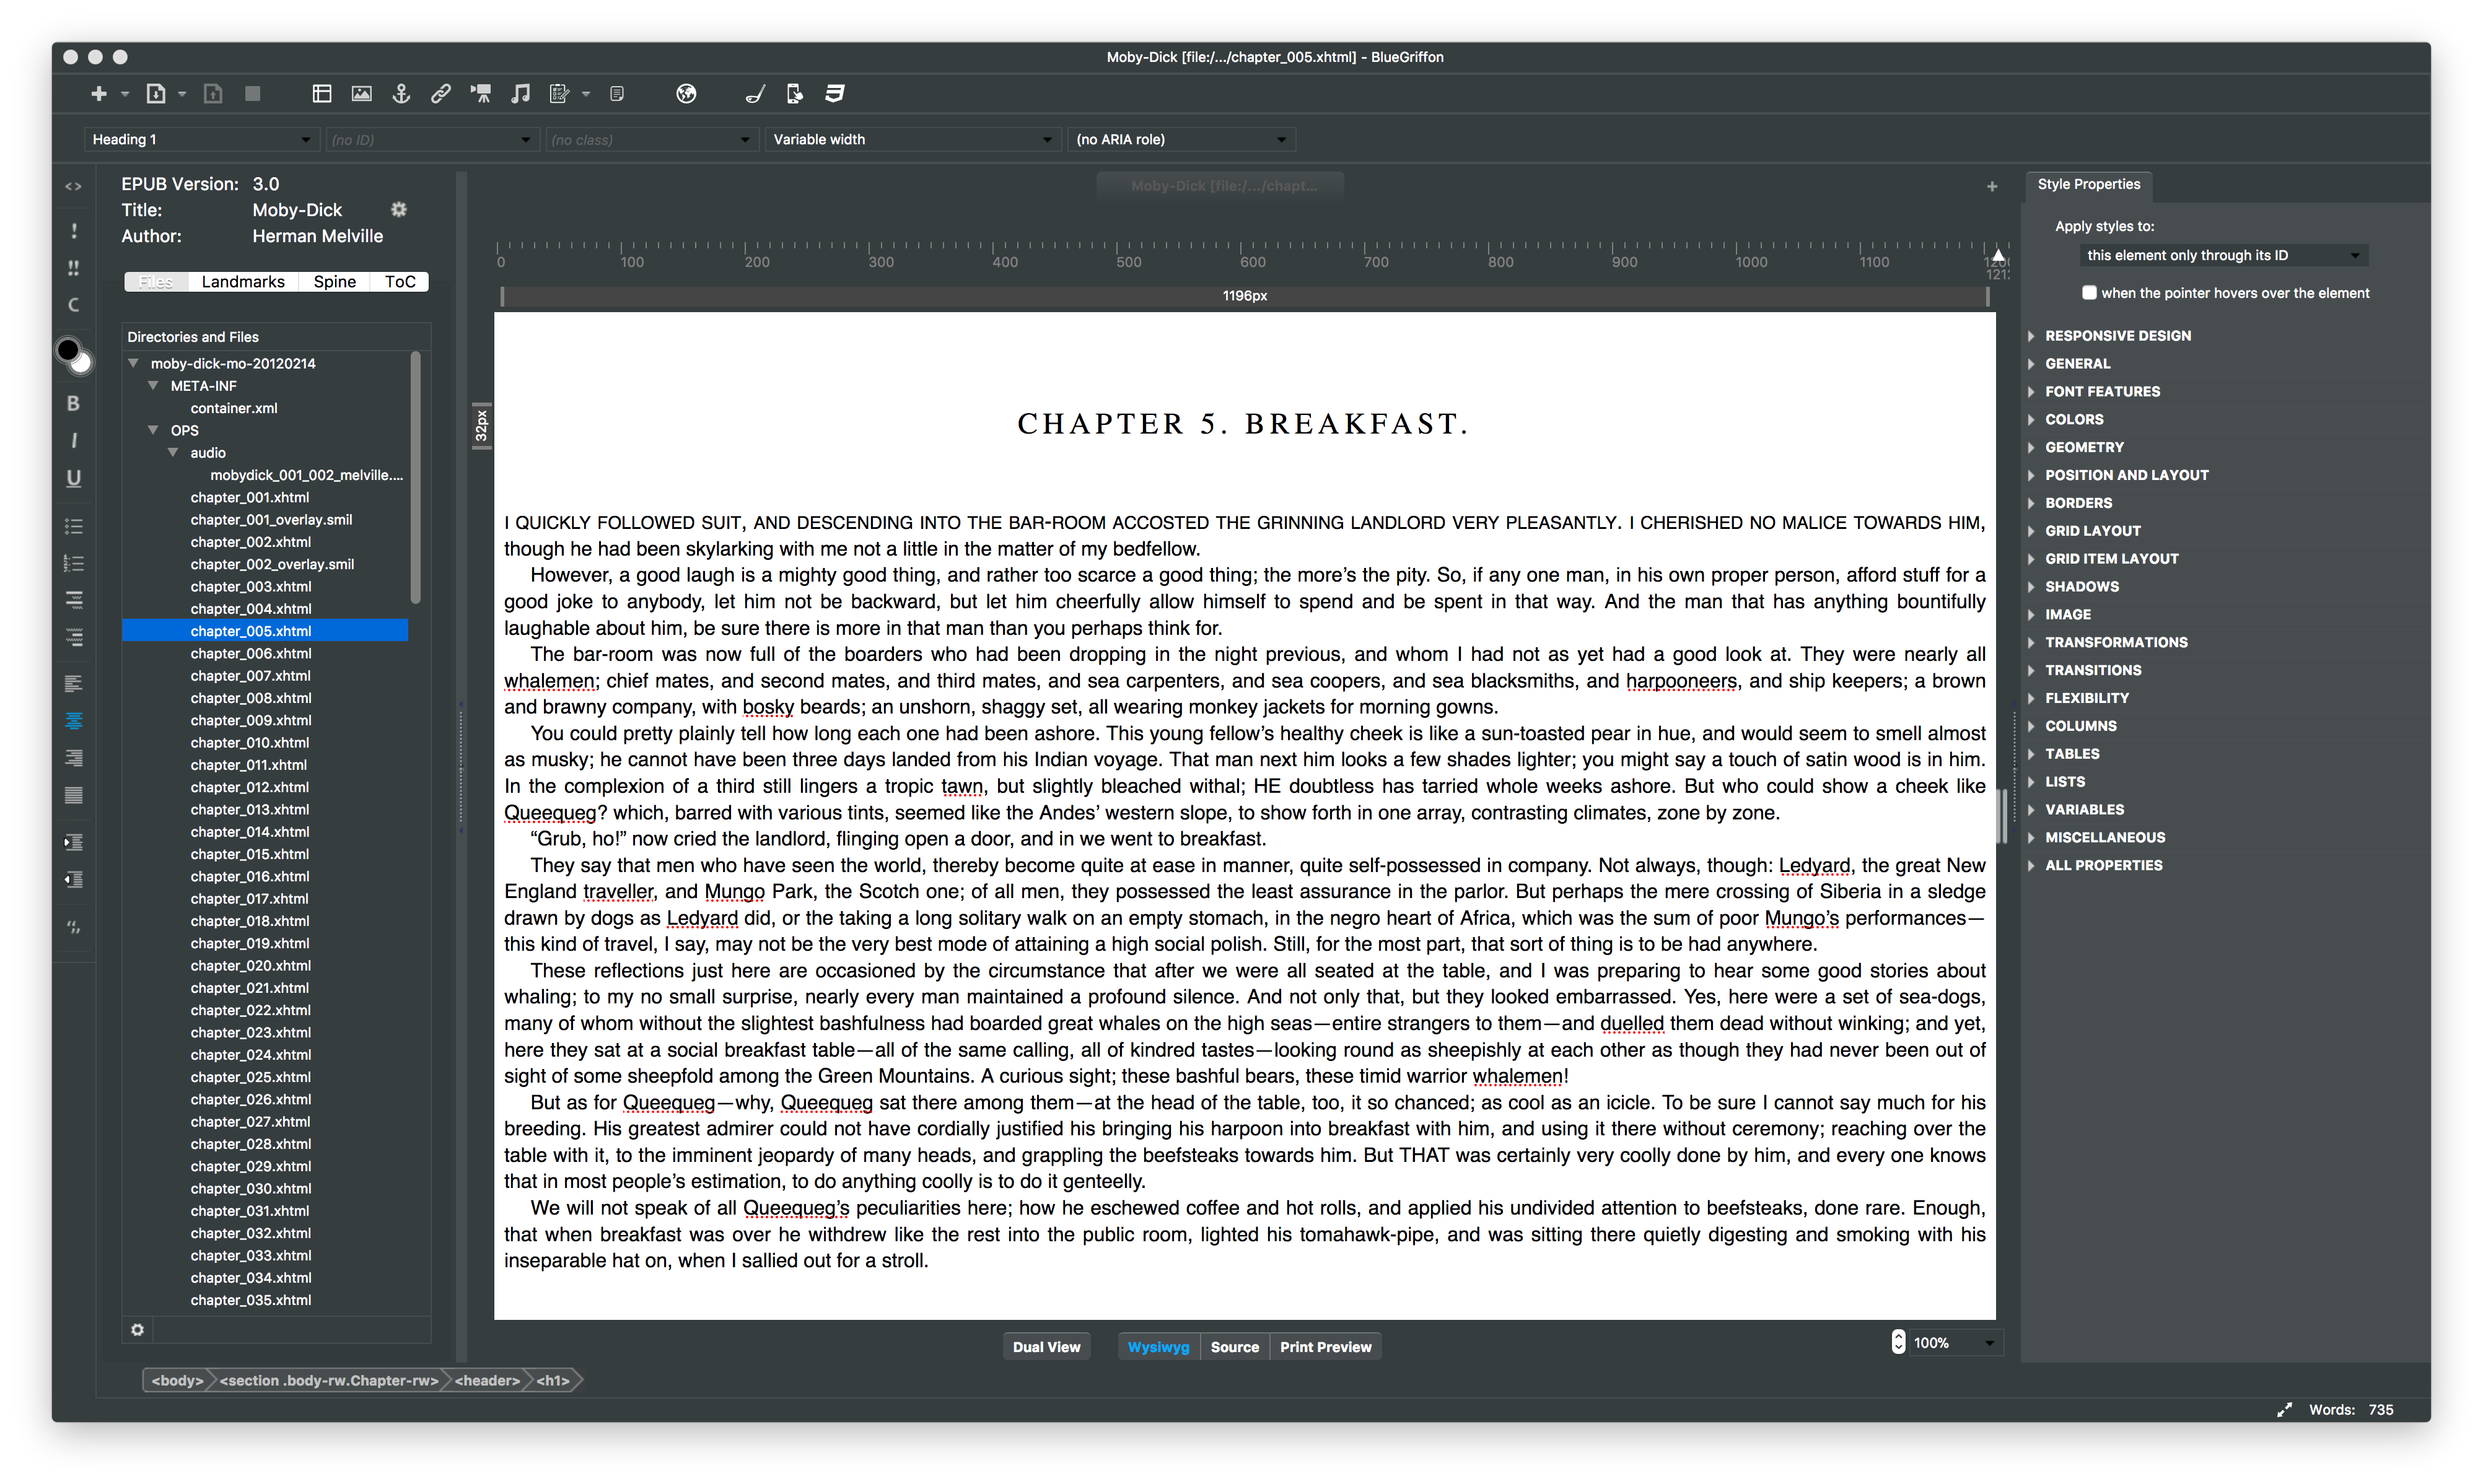 Moby-Dick [file:/.../chapter_005.xhtml] - BlueGriffon
Heading 1
(no ID)
(no class)
Variable width
(no ARIA role)
EPUB Version: 3.0
Title: Moby-Dick
Author: Herman Melville
Files Landmarks Spine ToC
Directories and Files
moby-dick-mo-20120214
META-INF
container.xml
OPS
audio
mobydick_001_002_melville....
chapter_001.xhtml
chapter_001_overlay.smil
chapter_002.xhtml
chapter_002_overlay.smil
chapter_003.xhtml
chapter_004.xhtml
chapter_005.xhtml
chapter_006.xhtml
chapter_007.xhtml
chapter_008.xhtml
chapter_009.xhtml
chapter_010.xhtml
chapter_011.xhtml
chapter_012.xhtml
chapter_013.xhtml
chapter_014.xhtml
chapter_015.xhtml
chapter_016.xhtml
chapter_017.xhtml
chapter_018.xhtml
chapter_019.xhtml
chapter_020.xhtml
chapter_021.xhtml
chapter_022.xhtml
chapter_023.xhtml
chapter_024.xhtml
chapter_025.xhtml
chapter_026.xhtml
chapter_027.xhtml
chapter_028.xhtml
chapter_029.xhtml
chapter_030.xhtml
chapter_031.xhtml
chapter_032.xhtml
chapter_033.xhtml
chapter_034.xhtml
chapter_035.xhtml
Moby-Dick [file:/.../chapt...
0 100 200 300 400 500 600 700 800 900 1000 1100
1196px
32px
CHAPTER 5. BREAKFAST.
I QUICKLY FOLLOWED SUIT, AND DESCENDING INTO THE BAR-ROOM ACCOSTED THE GRINNING LANDLORD VERY PLEASANTLY. I CHERISHED NO MALICE TOWARDS HIM,
though he had been skylarking with me not a little in the matter of my bedfellow.
However, a good laugh is a mighty good thing, and rather too scarce a good thing; the more’s the pity. So, if any one man, in his own proper person, afford stuff for a
good joke to anybody, let him not be backward, but let him cheerfully allow himself to spend and be spent in that way. And the man that has anything bountifully
laughable about him, be sure there is more in that man than you perhaps think for.
The bar-room was now full of the boarders who had been dropping in the night previous, and whom I had not as yet had a good look at. They were nearly all
whalemen; chief mates, and second mates, and third mates, and sea carpenters, and sea coopers, and sea blacksmiths, and harpooneers, and ship keepers; a brown
and brawny company, with bosky beards; an unshorn, shaggy set, all wearing monkey jackets for morning gowns.
You could pretty plainly tell how long each one had been ashore. This young fellow’s healthy cheek is like a sun-toasted pear in hue, and would seem to smell almost
as musky; he cannot have been three days landed from his Indian voyage. That man next him looks a few shades lighter; you might say a touch of satin wood is in him.
In the complexion of a third still lingers a tropic tawn, but slightly bleached withal; HE doubtless has tarried whole weeks ashore. But who could show a cheek like
Queequeg? which, barred with various tints, seemed like the Andes’ western slope, to show forth in one array, contrasting climates, zone by zone.
“Grub, ho!” now cried the landlord, flinging open a door, and in we went to breakfast.
They say that men who have seen the world, thereby become quite at ease in manner, quite self-possessed in company. Not always, though: Ledyard, the great New
England traveller, and Mungo Park, the Scotch one; of all men, they possessed the least assurance in the parlor. But perhaps the mere crossing of Siberia in a sledge
drawn by dogs as Ledyard did, or the taking a long solitary walk on an empty stomach, in the negro heart of Africa, which was the sum of poor Mungo’s performances—
this kind of travel, I say, may not be the very best mode of attaining a high social polish. Still, for the most part, that sort of thing is to be had anywhere.
These reflections just here are occasioned by the circumstance that after we were all seated at the table, and I was preparing to hear some good stories about
whaling; to my no small surprise, nearly every man maintained a profound silence. And not only that, but they looked embarrassed. Yes, here were a set of sea-dogs,
many of whom without the slightest bashfulness had boarded great whales on the high seas—entire strangers to them—and duelled them dead without winking; and yet,
here they sat at a social breakfast table—all of the same calling, all of kindred tastes—looking round as sheepishly at each other as though they had never been out of
sight of some sheepfold among the Green Mountains. A curious sight; these bashful bears, these timid warrior whalemen!
But as for Queequeg—why, Queequeg sat there among them—at the head of the table, too, it so chanced; as cool as an icicle. To be sure I cannot say much for his
breeding. His greatest admirer could not have cordially justified his bringing his harpoon into breakfast with him, and using it there without ceremony; reaching over the
table with it, to the imminent jeopardy of many heads, and grappling the beefsteaks towards him. But THAT was certainly very coolly done by him, and every one knows
that in most people’s estimation, to do anything coolly is to do it genteelly.
We will not speak of all Queequeg’s peculiarities here; how he eschewed coffee and hot rolls, and applied his undivided attention to beefsteaks, done rare. Enough,
that when breakfast was over he withdrew like the rest into the public room, lighted his tomahawk-pipe, and was sitting there quietly digesting and smoking with his
inseparable hat on, when I sallied out for a stroll.
Dual View Wysiwyg Source Print Preview
100%
Style Properties
Apply styles to:
this element only through its ID
when the pointer hovers over the element
RESPONSIVE DESIGN
GENERAL
FONT FEATURES
COLORS
GEOMETRY
POSITION AND LAYOUT
BORDERS
GRID LAYOUT
GRID ITEM LAYOUT
SHADOWS
IMAGE
TRANSFORMATIONS
TRANSITIONS
FLEXIBILITY
COLUMNS
TABLES
LISTS
VARIABLES
MISCELLANEOUS
ALL PROPERTIES
<body> <section .body-rw.Chapter-rw> <header> <h1>
Words: 735